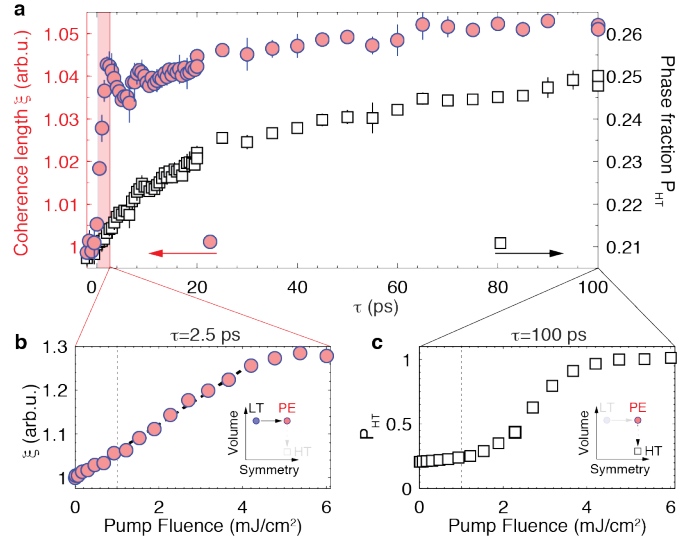 a
Coherence length ξ (arb.u.)
1.05
1.04
1.03
1.02
1.01
1
0.26
0.25
0.24
0.23
0.22
0.21
Phase fraction P_HT
0 20 40 60 80 100
τ (ps)
b
τ=2.5 ps
ξ (arb.u.)
1.3
1.2
1.1
1.0
0 2 4 6
Pump Fluence (mJ/cm²)
LT PE
HT
Volume
Symmetry
c
τ=100 ps
P_HT
1
0.5
0
0 2 4 6
Pump Fluence (mJ/cm²)
LT PE
HT
Volume
Symmetry